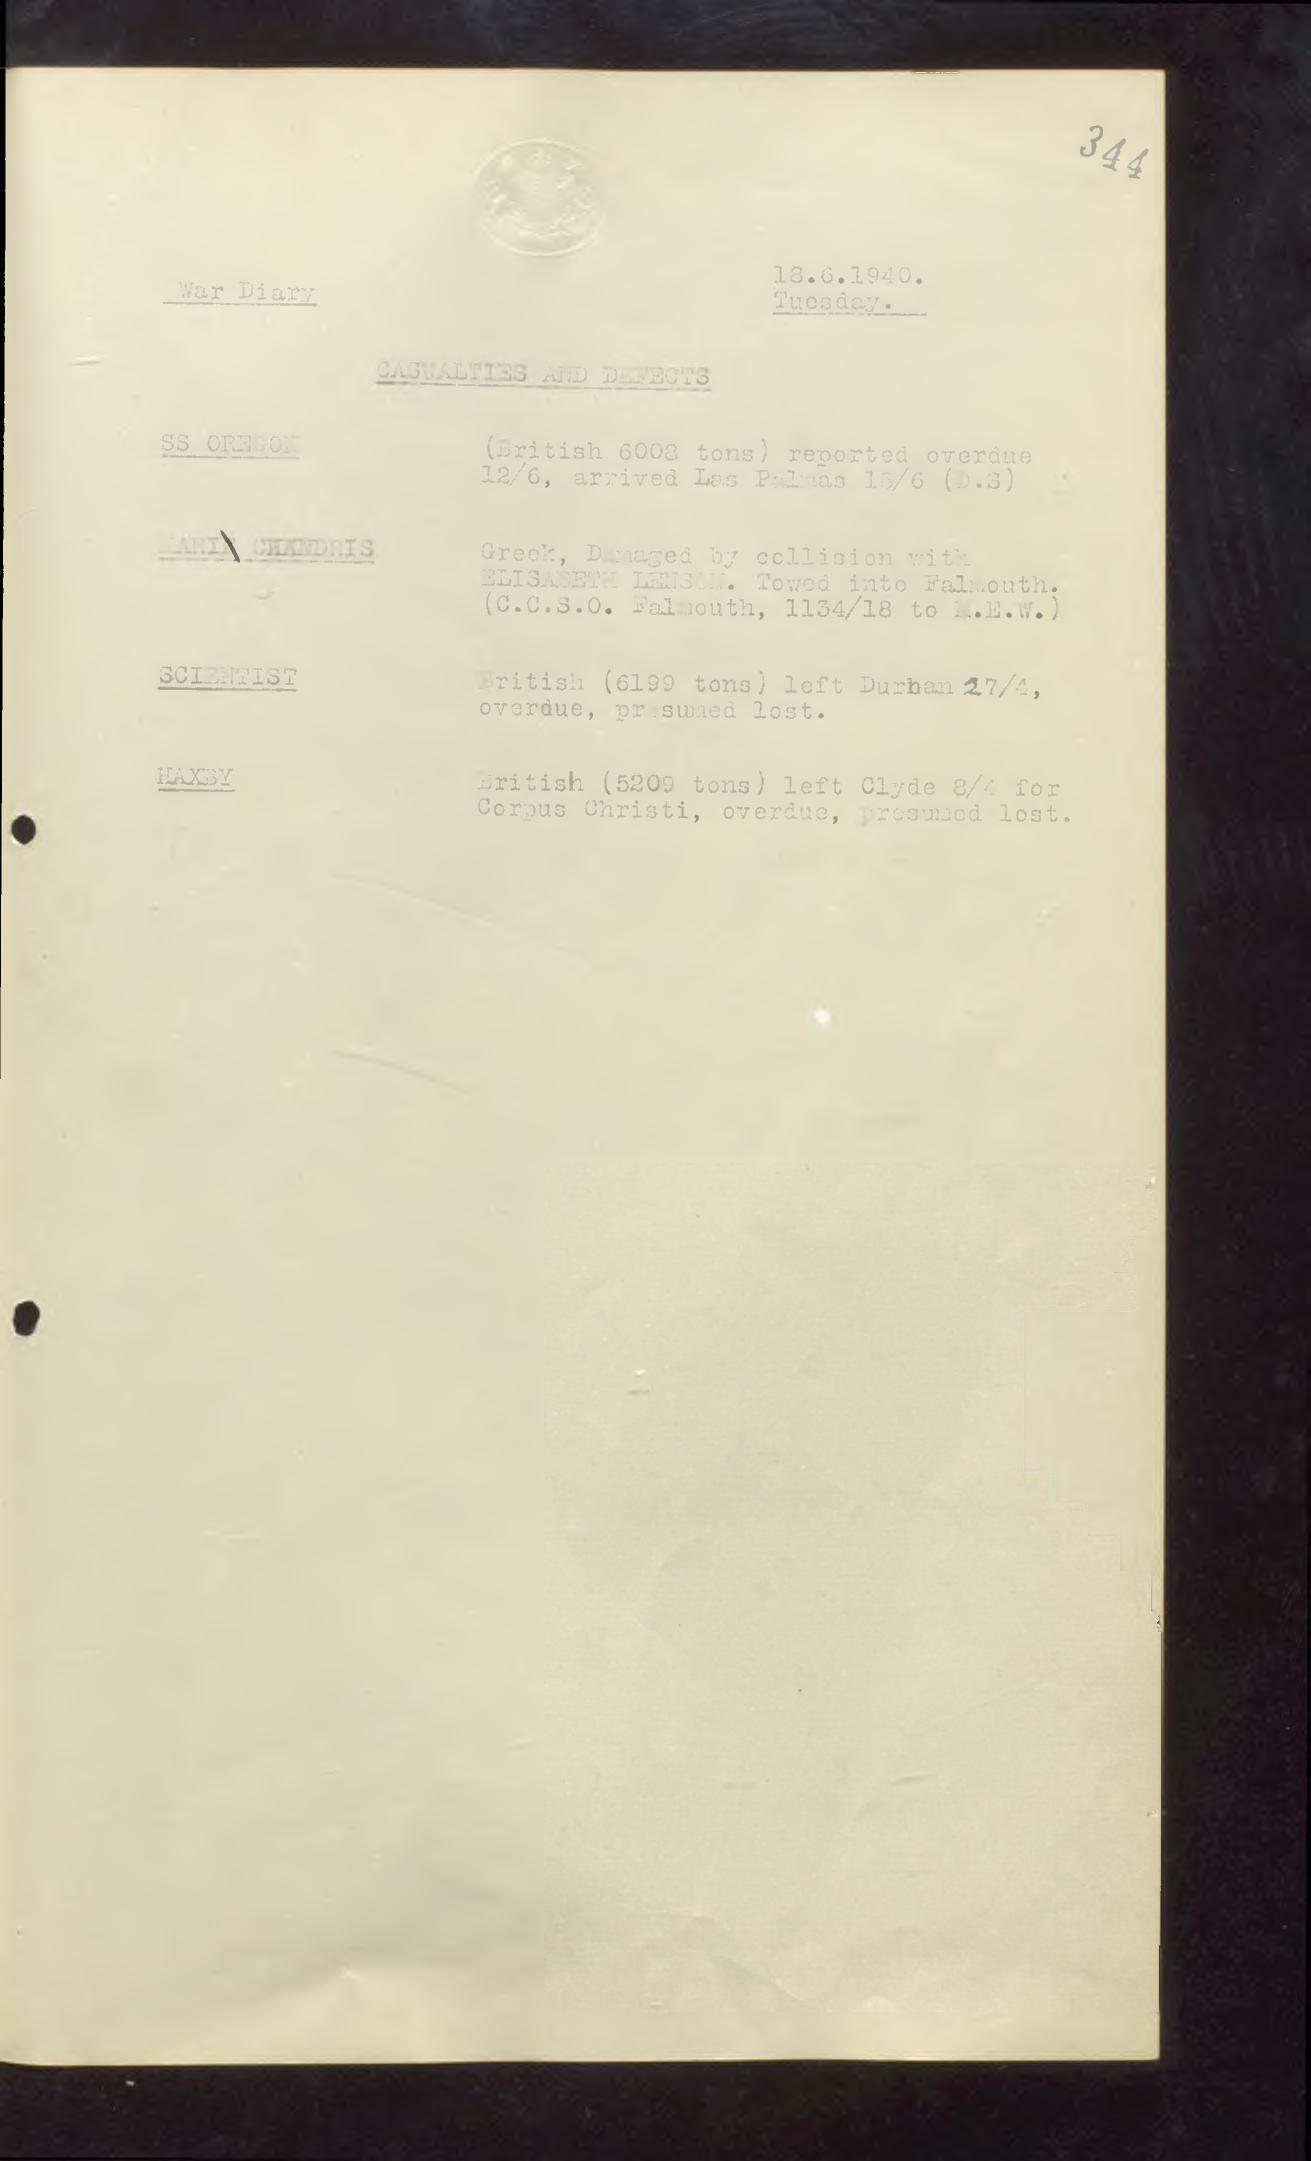 344
War Diary
18.6.1940.
Tuesday.
CASUALTIES AND DEFECTS
SS OREGON
(British 6008 tons) reported overdue
12/6, arrived Las Palmas 13/6 (D.S)
MARI\ CHANDRIS
Greek, Damaged by collision with
ELISABETH LENSON. Towed into Falmouth.
(C.C.S.O. Falmouth, 1134/18 to M.E.W.)
SCIENTIST
British (6199 tons) left Durban 27/4,
overdue, presumed lost.
HAXBY
British (5209 tons) left Clyde 8/4 for
Corpus Christi, overdue, presumed lost.